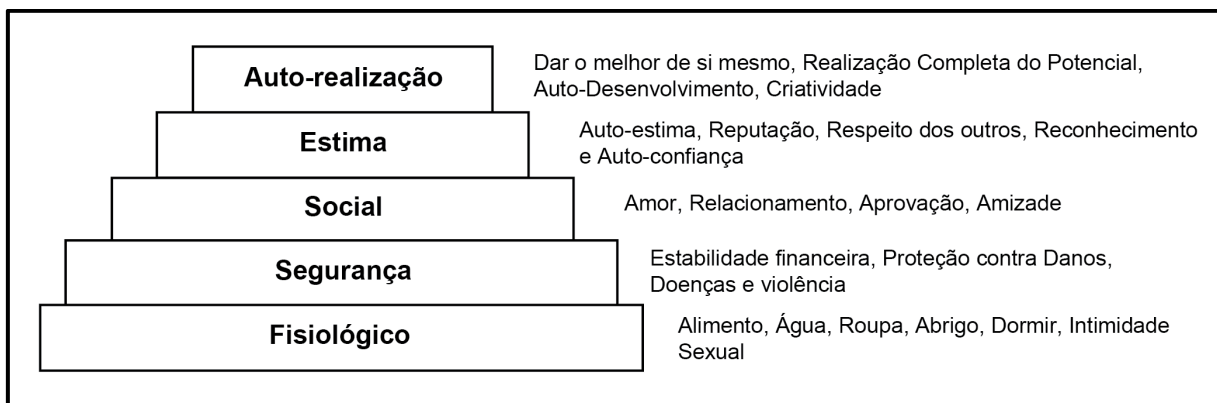 Auto-realização
Dar o melhor de si mesmo, Realização Completa do Potencial,
Auto-Desenvolvimento, Criatividade
Estima
Auto-estima, Reputação, Respeito dos outros, Reconhecimento
e Auto-confiança
Social
Amor, Relacionamento, Aprovação, Amizade
Segurança
Estabilidade financeira, Proteção contra Danos,
Doenças e violência
Fisiológico
Alimento, Água, Roupa, Abrigo, Dormir, Intimidade
Sexual